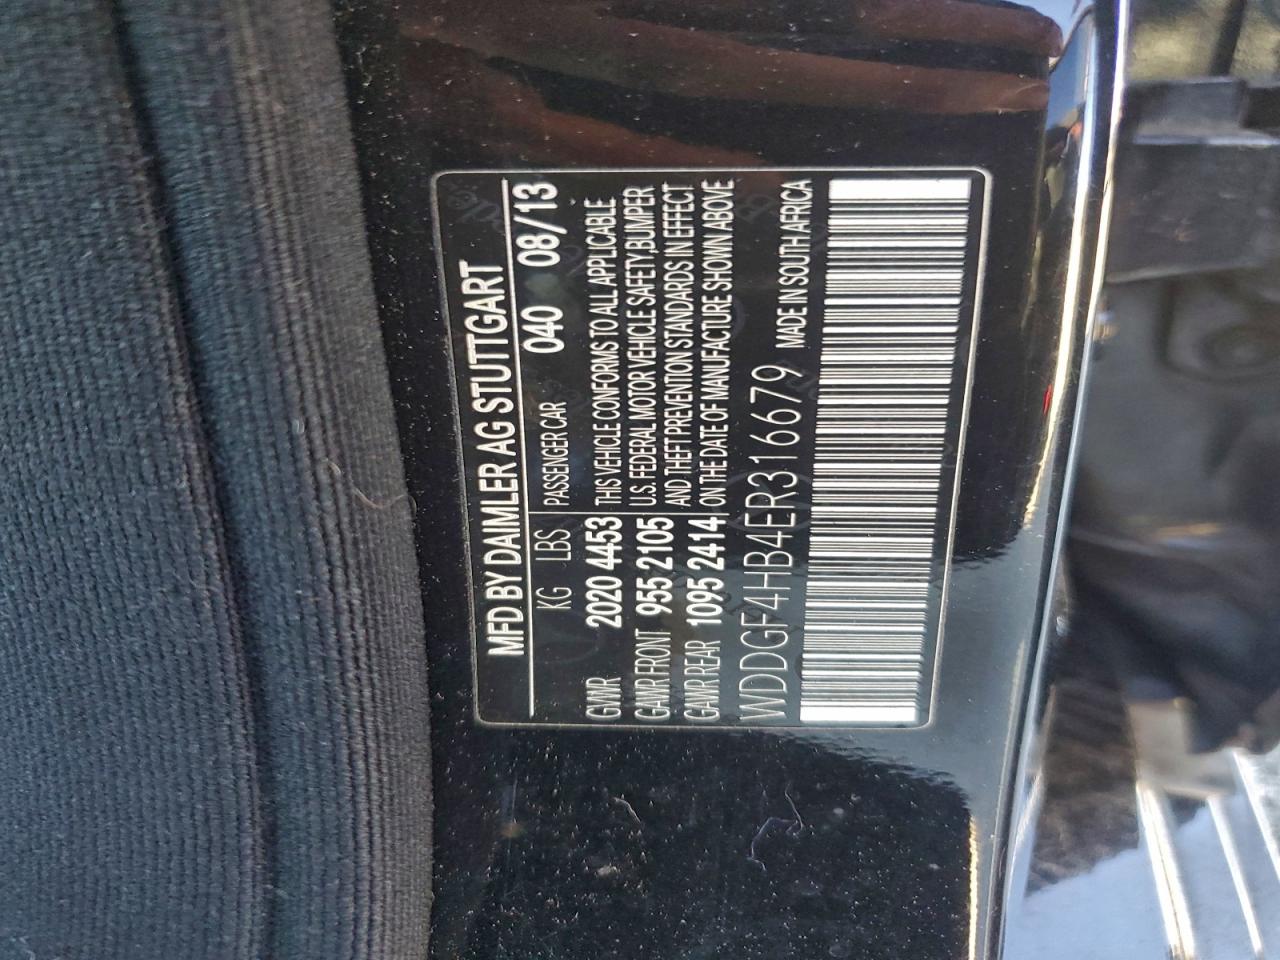 MFD BY DAIMLER AG STUTTGART
KG LBS PASSENGER CAR 040 08/13
GVWR 2020 4453 THIS VEHICLE CONFORMS TO ALL APPLICABLE
GAWR FRONT 955 2105 U.S. FEDERAL MOTOR VEHICLE SAFETY,BUMPER
GAWR REAR 1095 2414 AND THEFT PREVENTION STANDARDS IN EFFECT
ON THE DATE OF MANUFACTURE SHOWN ABOVE
WDDGF4HB4ER316679 MADE IN SOUTH AFRICA